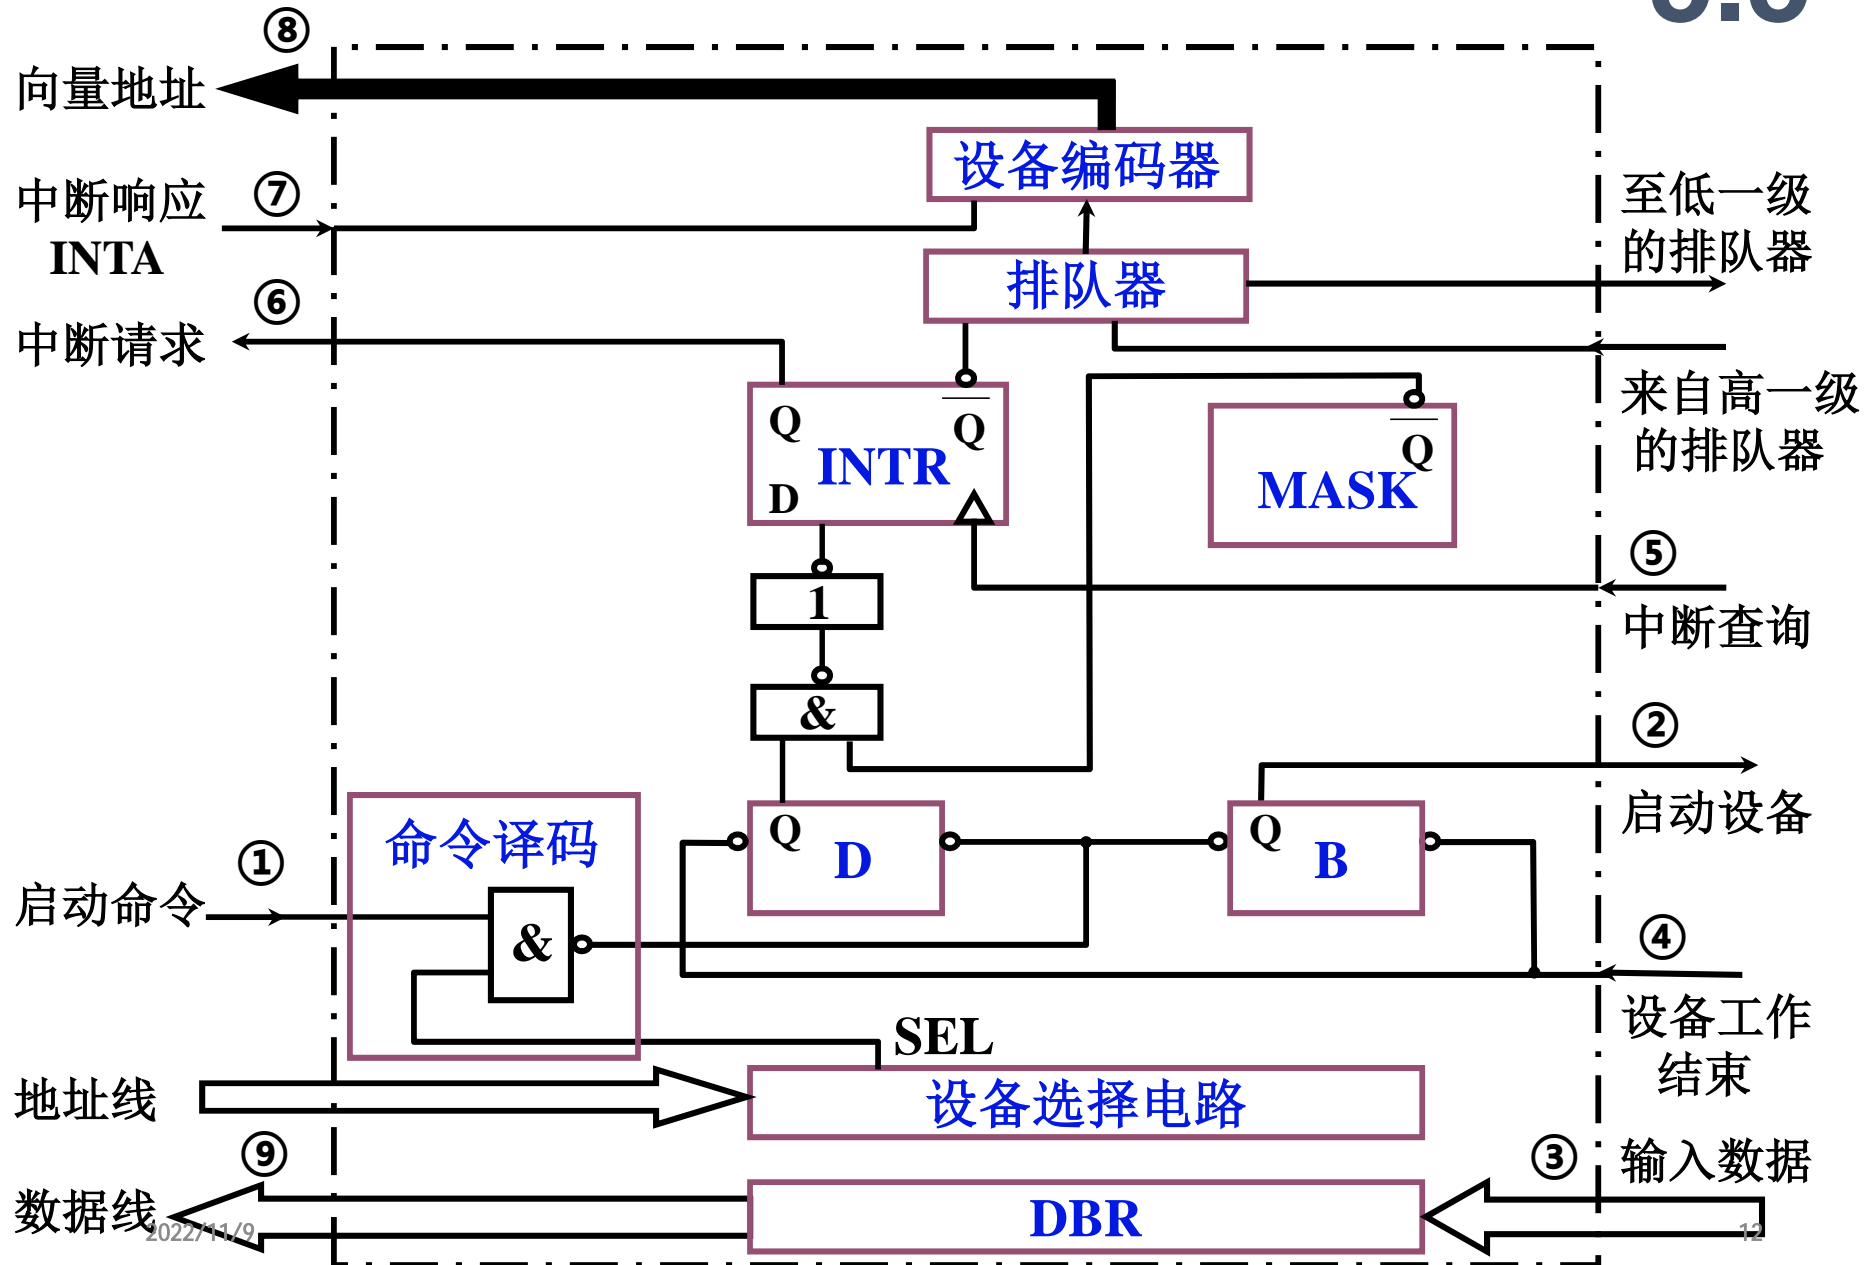 ⑧
向量地址
设备编码器
中断响应
INTA
⑦
至低一级
的排队器
排队器
⑥
中断请求
来自高一级
的排队器
Q
Q
INTR
D
Q
MASK
⑤
中断查询
1
&
②
启动设备
命令译码
Q
D
Q
B
①
启动命令
&
④
设备工作
结束
SEL
地址线
设备选择电路
⑨
③
输入数据
数据线
DBR
2022/11/9
12